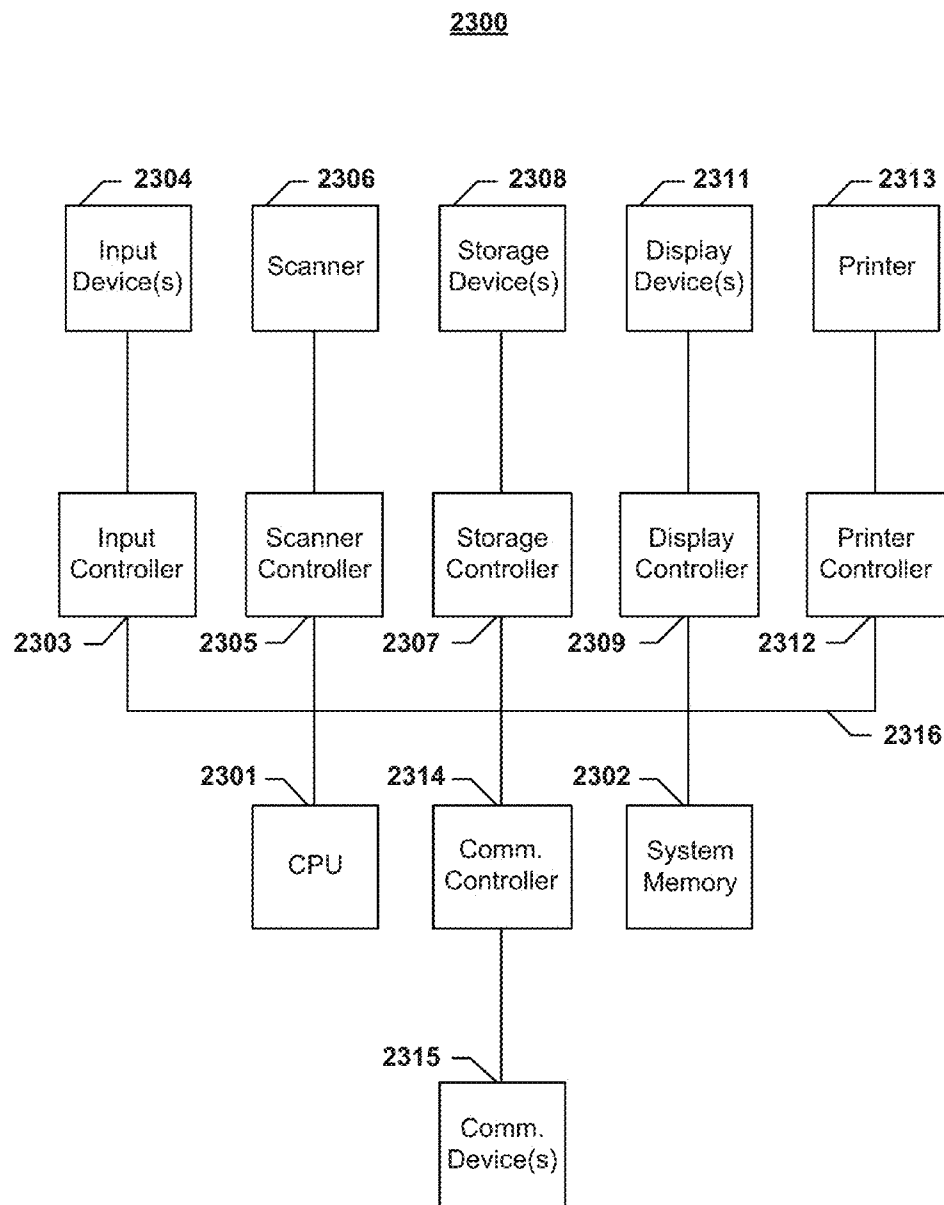 2300
2304
2306
2308
2311
2313
Input
Device(s)
Scanner
Storage
Device(s)
Display
Device(s)
Printer
Input
Controller
Scanner
Controller
Storage
Controller
Display
Controller
Printer
Controller
2303
2305
2307
2309
2312
2316
2301
2314
2302
CPU
Comm.
Controller
System
Memory
2315
Comm.
Device(s)